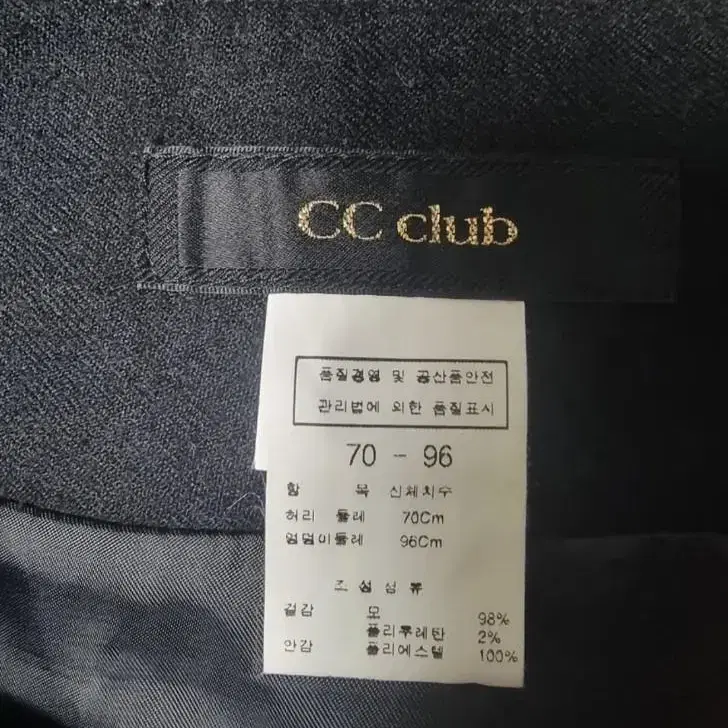 CC club
품질경영 및 공산품안전
관리법에 의한 품질표시
70 - 96
항 목 신체치수
허리 둘레 70Cm
엉덩이둘레 96Cm
조성섬유
겉감 모 98%
폴리우레탄 2%
안감 폴리에스텔 100%